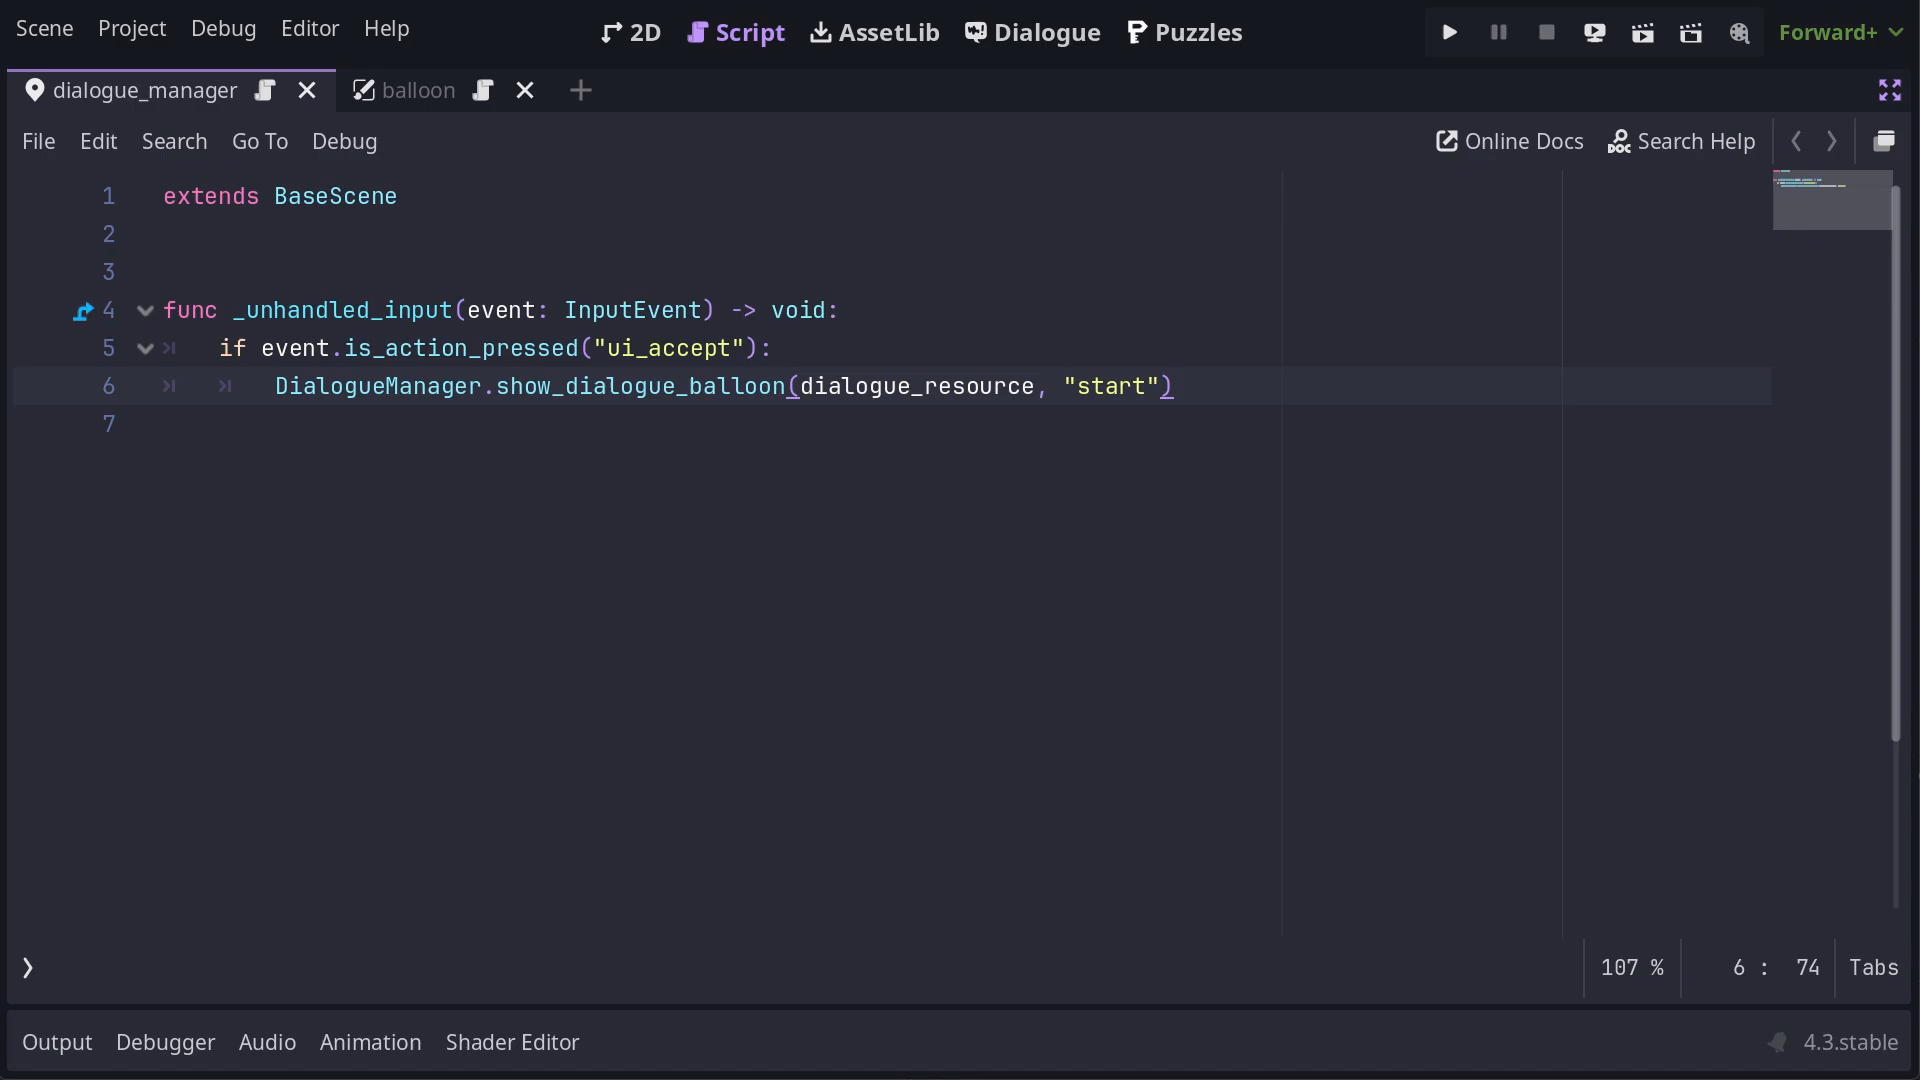 Scene Project Debug Editor Help 2D Script AssetLib Dialogue Puzzles Forward+
dialogue_manager balloon
File Edit Search Go To Debug Online Docs Search Help
1 extends BaseScene
2
3
4 func _unhandled_input(event: InputEvent) -> void:
5 if event.is_action_pressed("ui_accept"):
6 DialogueManager.show_dialogue_balloon(dialogue_resource, "start")
7
107 % 6 : 74 Tabs
Output Debugger Audio Animation Shader Editor 4.3.stable